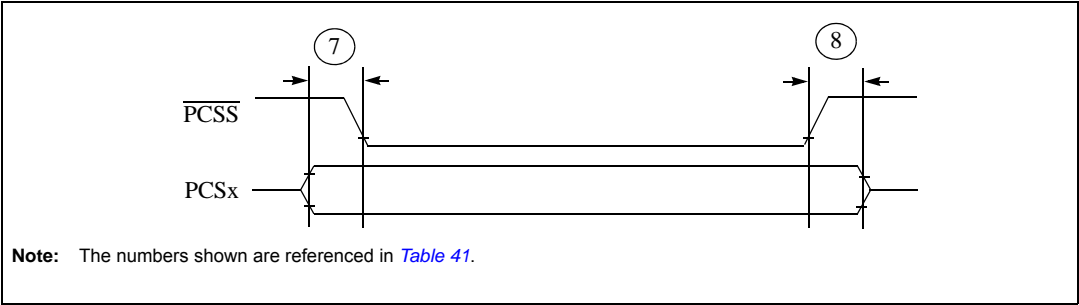 7
8
PCSS
PCSx
Note: The numbers shown are referenced in Table 41.